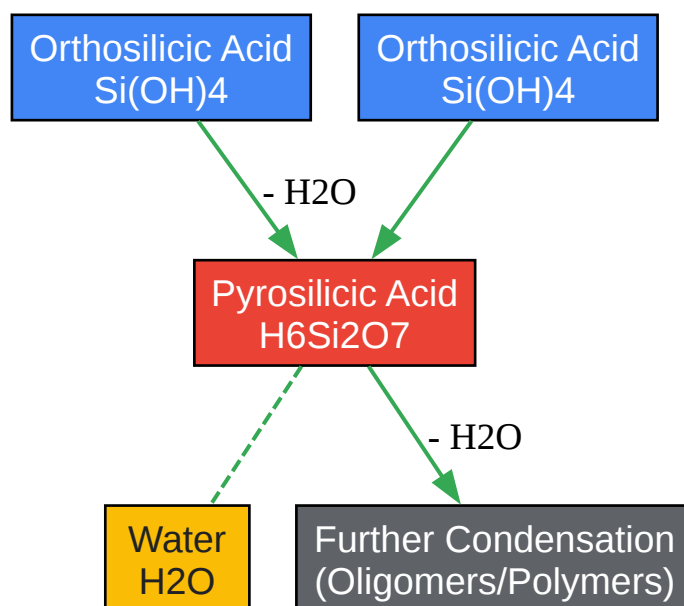 Orthosilicic Acid
Si(OH)4
Orthosilicic Acid
Si(OH)4
- H2O
Pyrosilicic Acid
H6Si2O7
- H2O
Water
H2O
Further Condensation
(Oligomers/Polymers)